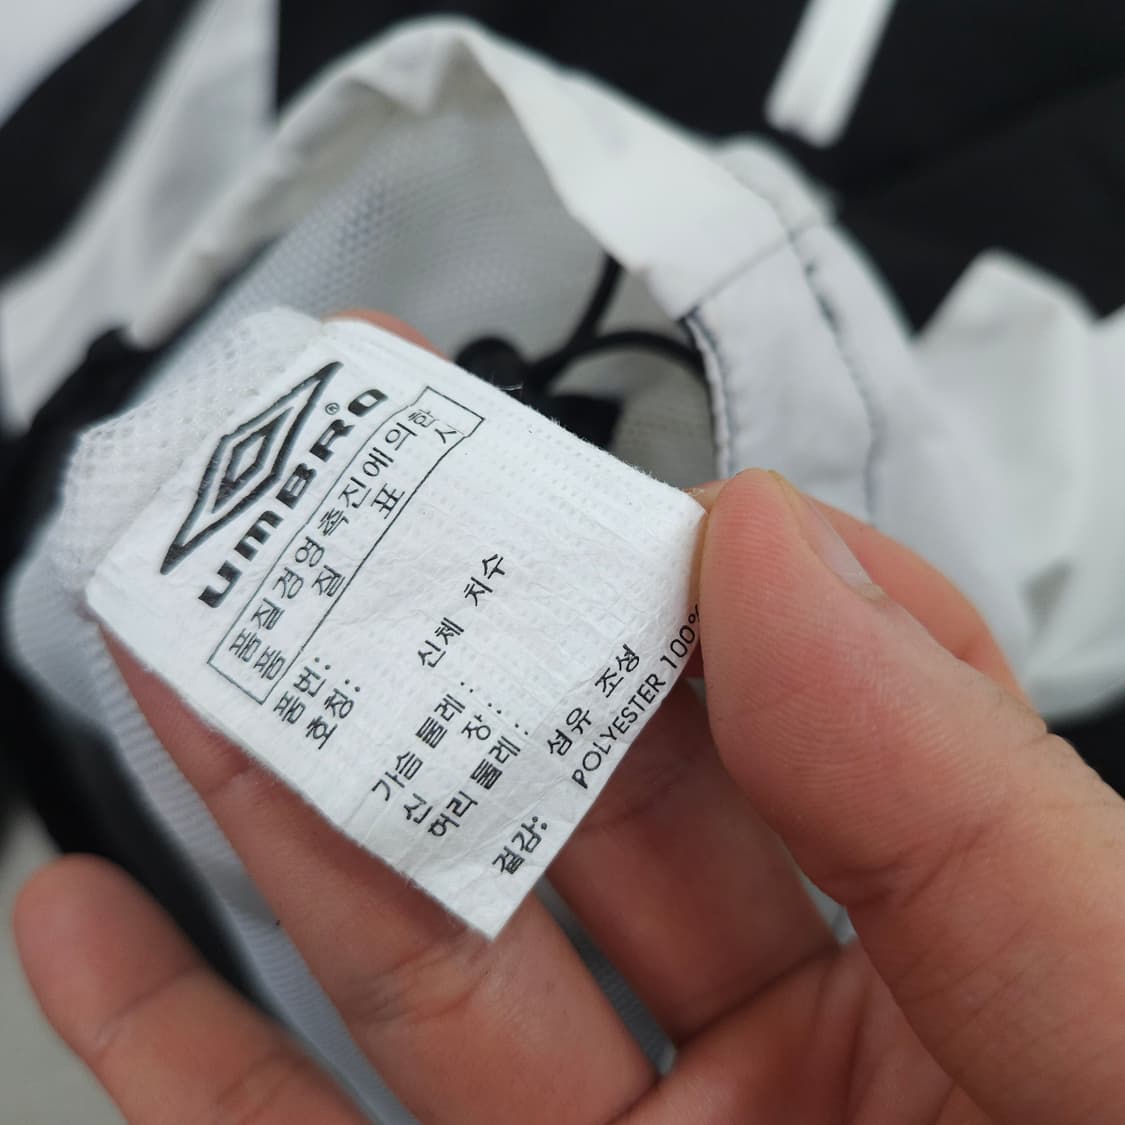 UMBRO®
품질경영촉진에의한
품 질 표 시
품번:
호칭:
신체 치수
가슴 둘레:
신 장:
허리 둘레:
섬유 조성
겉감: POLYESTER 100%